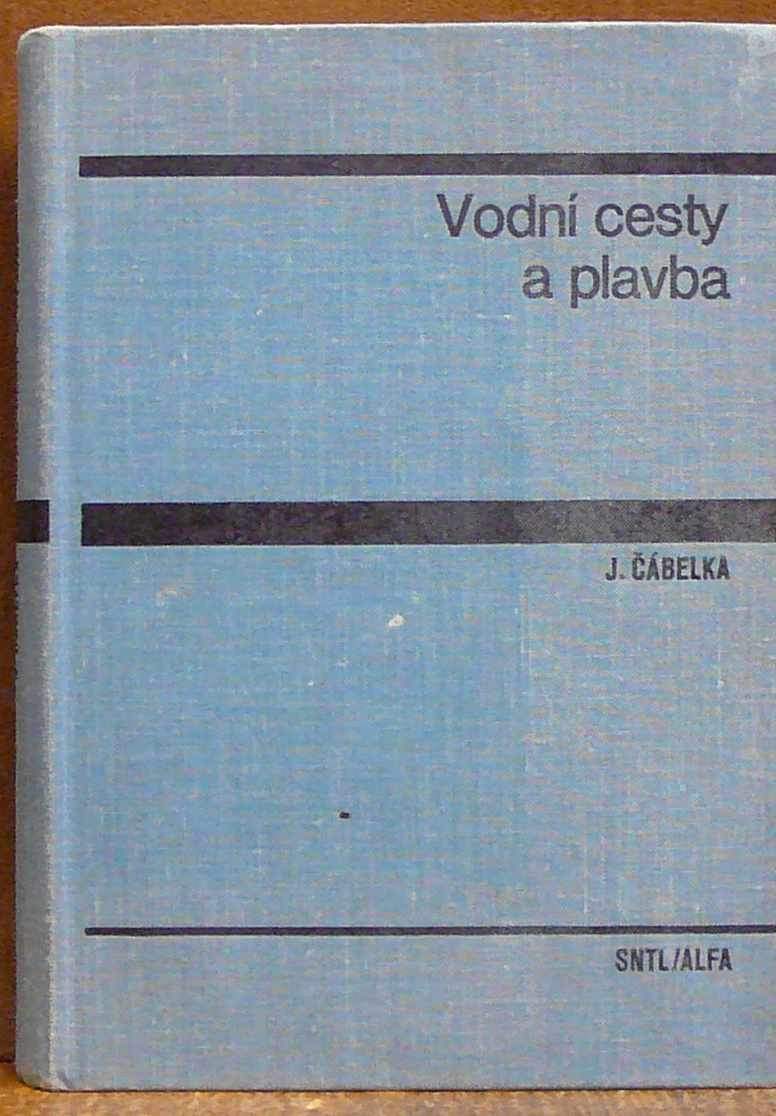 Vodní cesty
a plavba
J. ČÁBELKA
SNTL/ALFA